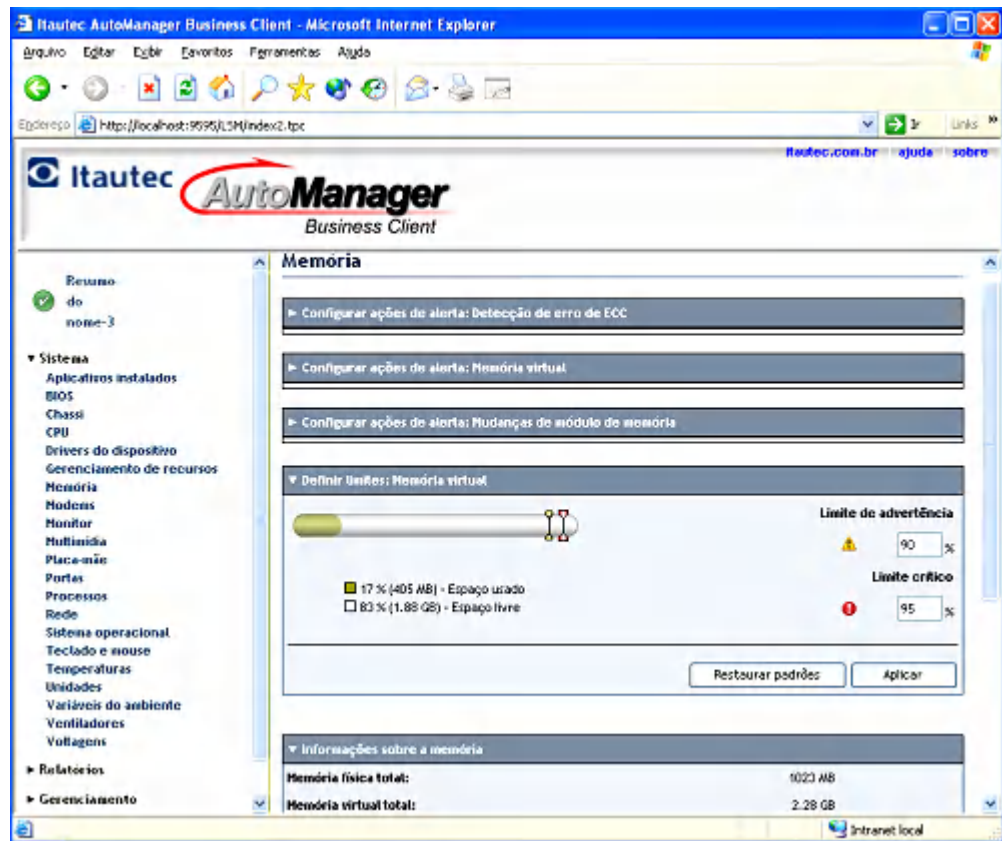 Itautec AutoManager Business Client - Microsoft Internet Explorer
Arquivo Editar Exibir Favoritos Ferramentas Ajuda
Endereço http://localhost:9595/LSM/index2.tpc Ir Links
Itautec.com.br ajuda sobre
Itautec AutoManager
Business Client
Resumo
do
nome-3
Sistema
Aplicativos instalados
BIOS
Chassi
CPU
Drivers do dispositivo
Gerenciamento de recursos
Memória
Modems
Monitor
Multimídia
Placa-mãe
Portas
Processos
Rede
Sistema operacional
Teclado e mouse
Temperaturas
Unidades
Variáveis do ambiente
Ventiladores
Voltagens
Relatórios
Gerenciamento
Memória
Configurar ações de alerta: Detecção de erro de ECC
Configurar ações de alerta: Memória virtual
Configurar ações de alerta: Mudanças de módulo de memória
Definir limites: Memória virtual
Limite de advertência
90 %
Limite crítico
95 %
17 % (405 MB) - Espaço usado
83 % (1.88 GB) - Espaço livre
Restaurar padrões Aplicar
Informações sobre a memória
Memória física total: 1023 MB
Memória virtual total: 2.28 GB
Intranet local